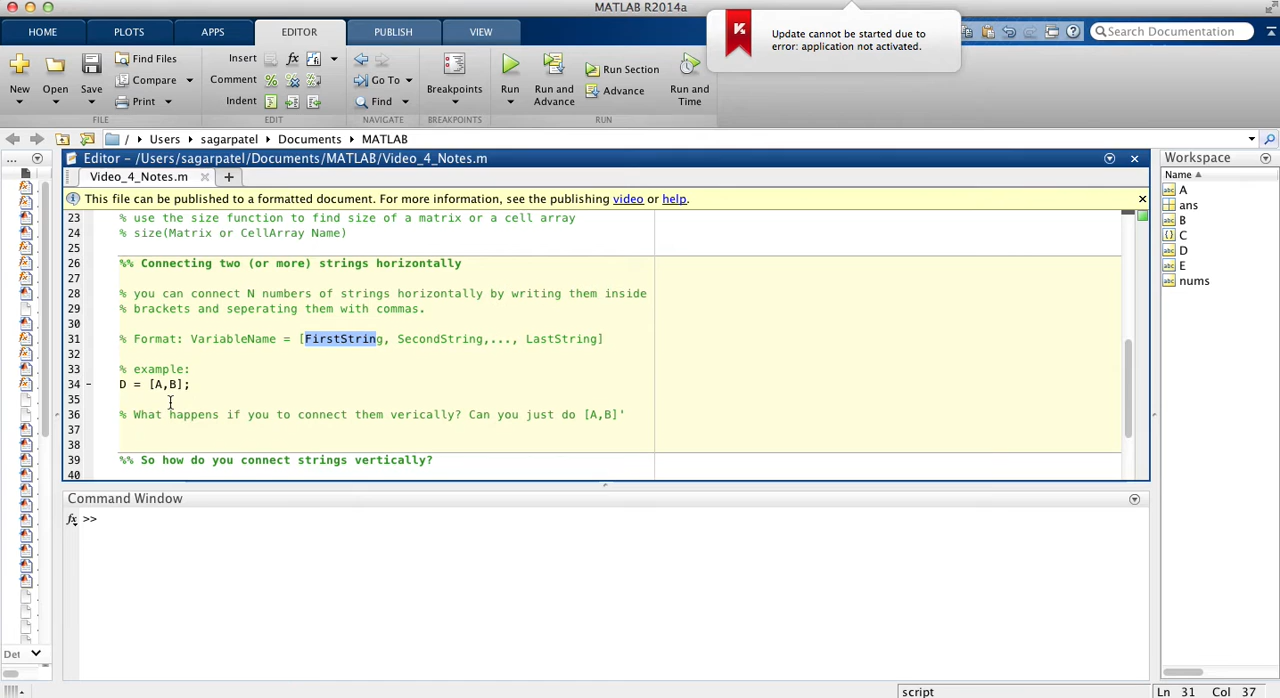 MATLAB R2014a
HOME PLOTS APPS EDITOR PUBLISH VIEW
Update cannot be started due to
error: application not activated.
Search Documentation
New Open Save Find Files Compare Print
FILE
Insert fx Comment % Indent
EDIT
Go To Find
NAVIGATE
Breakpoints
BREAKPOINTS
Run Run and Advance Run Section Advance Run and Time
RUN
/ Users sagarpatel Documents MATLAB
Editor - /Users/sagarpatel/Documents/MATLAB/Video_4_Notes.m
Video_4_Notes.m
This file can be published to a formatted document. For more information, see the publishing video or help.
23 % use the size function to find size of a matrix or a cell array
24 % size(Matrix or CellArray Name)
25
26 %% Connecting two (or more) strings horizontally
27
28 % you can connect N numbers of strings horizontally by writing them inside
29 % brackets and seperating them with commas.
30
31 % Format: VariableName = [FirstString, SecondString,..., LastString]
32
33 % example:
34 - D = [A,B];
35
36 % What happens if you to connect them verically? Can you just do [A,B]'
37
38
39 %% So how do you connect strings vertically?
40
Command Window
fx >>
Workspace
Name
A
ans
B
C
D
E
nums
Det
script
Ln 31 Col 37